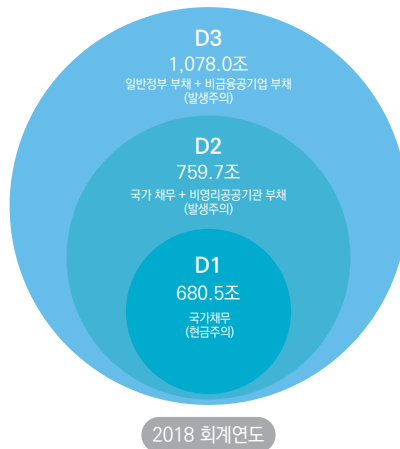 D3
1,078.0조
일반정부 부채 + 비금융공기업 부채
(발생주의)
D2
759.7조
국가 채무 + 비영리공공기관 부채
(발생주의)
D1
680.5조
국가채무
(현금주의)
2018 회계연도